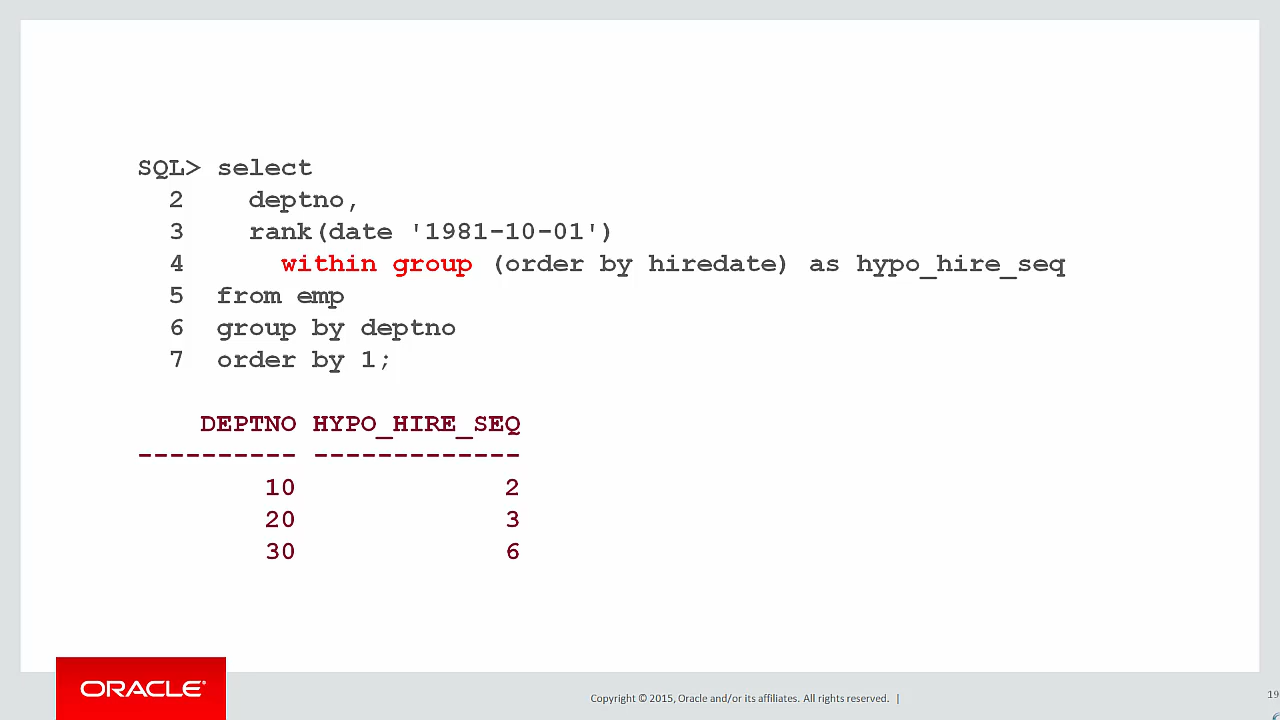 SQL> select
2 deptno,
3 rank(date '1981-10-01')
4 within group (order by hiredate) as hypo_hire_seq
5 from emp
6 group by deptno
7 order by 1;
DEPTNO HYPO_HIRE_SEQ
---------- -------------
10 2
20 3
30 6
ORACLE®
Copyright © 2015, Oracle and/or its affiliates. All rights reserved. |